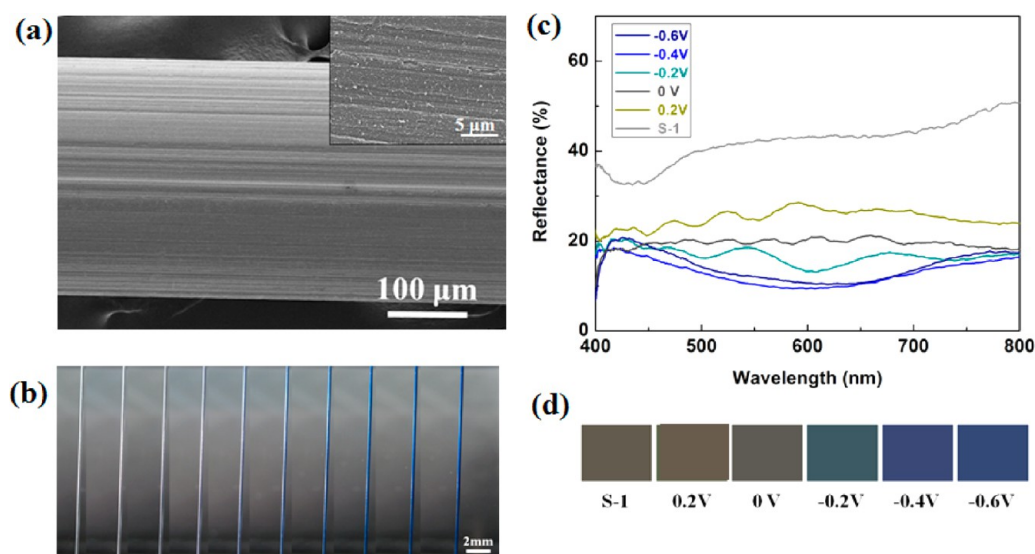 (a)
5 μm
100 μm
(b)
2mm
(c)
Reflectance (%)
60
40
20
0
-0.6V
-0.4V
-0.2V
0 V
0.2V
S-1
400
500
600
700
800
Wavelength (nm)
(d)
S-1
0.2V
0V
-0.2V
-0.4V
-0.6V